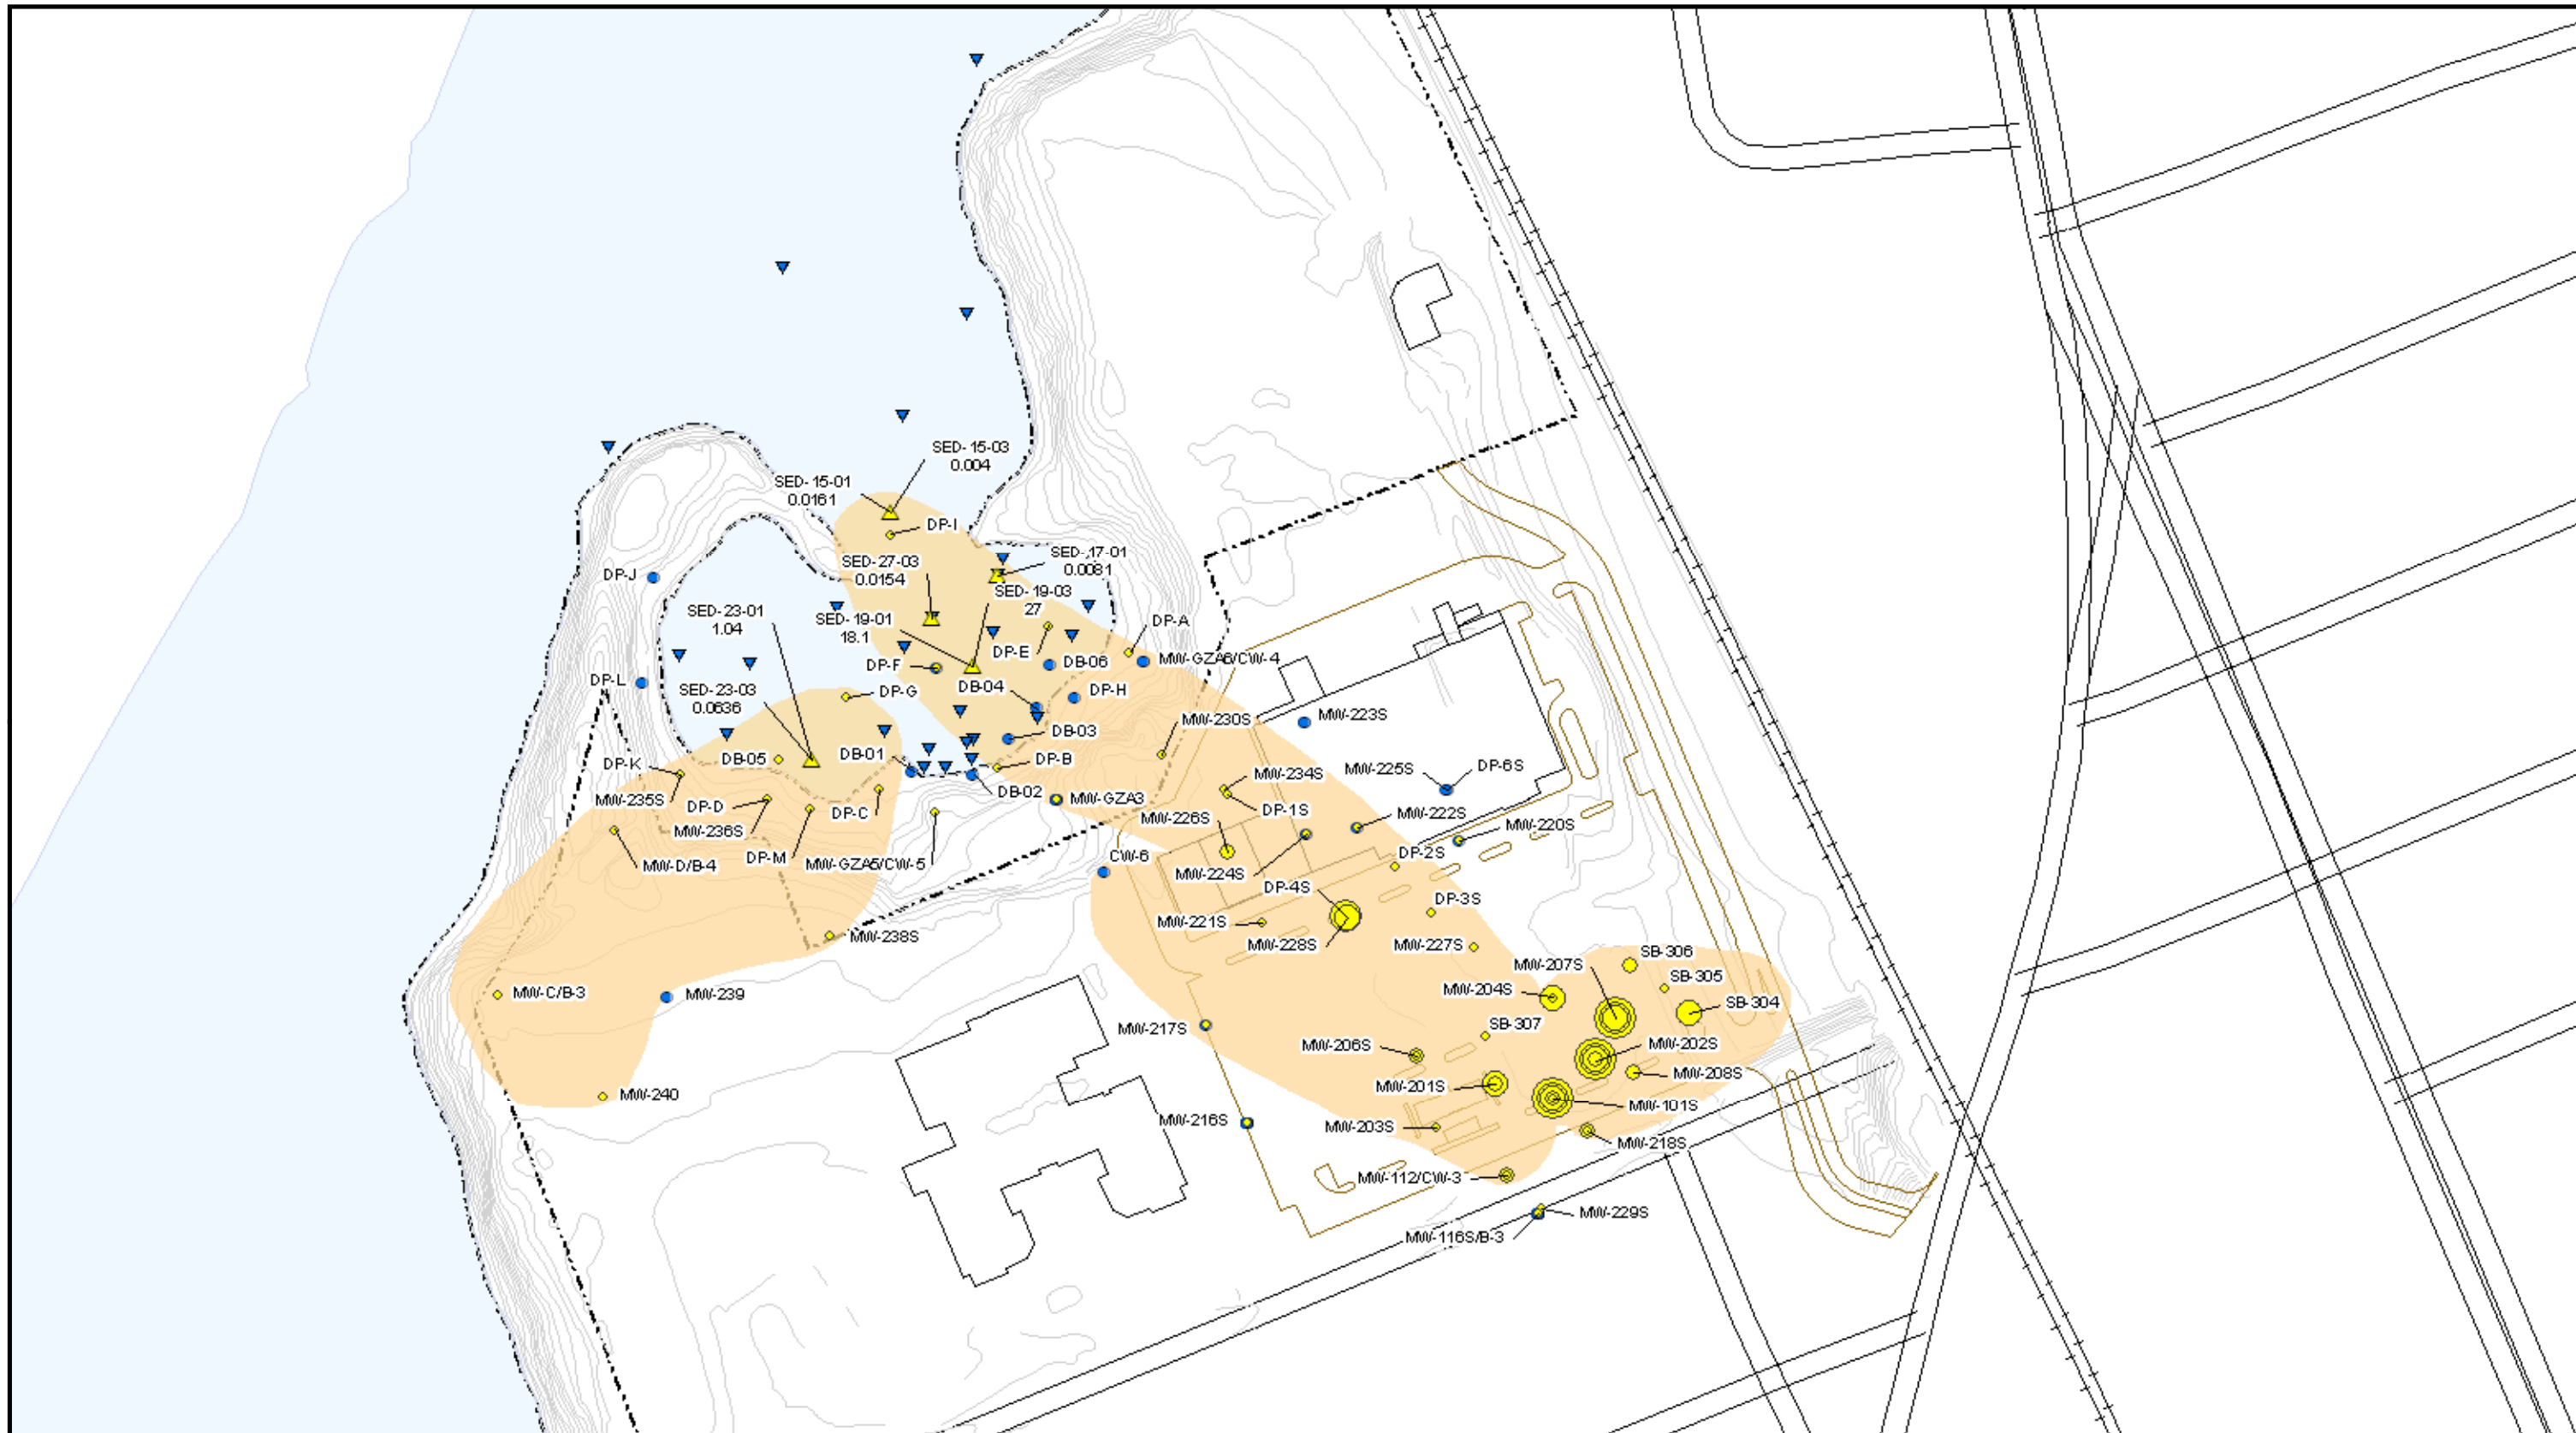 SED-15-03
0.004
SED-15-01
0.0161
DP-I
SED-17-01
0.0081
SED-27-03
0.0154
DP-J
SED-19-03
27
SED-23-01
1.04
SED-19-01
18.1
DP-A
DP-E
DP-F
DB-06
MW-GZA6/CW-4
DP-L
SED-23-03
0.0636
DP-G
DB-04
DP-H
MW-230S
MW-223S
DB-03
DB-01
DB-05
DP-B
DP-K
MW-225S
DP-6S
MW-234S
DB-02
MW-235S
DP-D
DP-C
MW-GZA3
DP-1S
MW-226S
MW-222S
MW-220S
MW-236S
DP-M
MW-D/B-4
MW-GZA5/CW-5
CW-6
DP-2S
MW-224S
DP-4S
DP-3S
MW-221S
MW-238S
MW-228S
MW-227S
SB-306
MW-207S
SB-305
MW-C/B-3
MW-239
MW-204S
SB-304
MW-217S
SB-307
MW-206S
MW-202S
MW-208S
MW-201S
MW-240
MW-101S
MW-216S
MW-203S
MW-218S
MW-112/CW-3
MW-229S
MW-116S/B-3